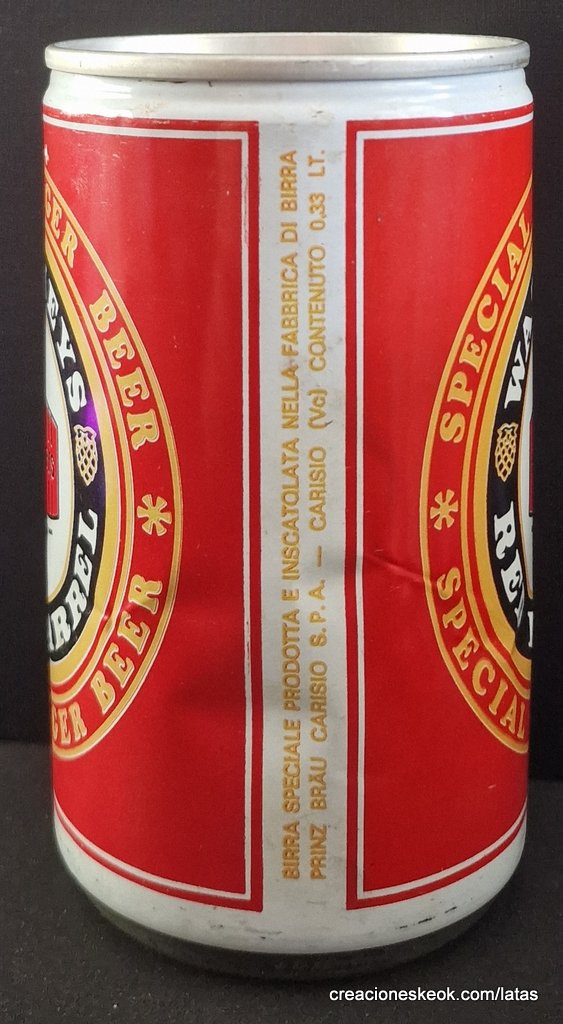 BIRRA SPECIALE PRODOTTA E INSCATOLATA NELLA FABBRICA DI BIRRA
PRINZ BRÄU CARISIO S.P.A. — CARISIO (Vc) CONTENUTO 0,33 LT.
BEER
BEER
SPECIAL
SPECIAL
creacioneskeok.com/latas